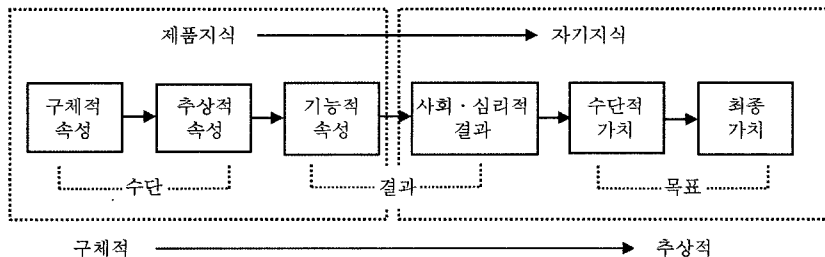 제품지식 자기지식
구체적 속성
추상적 속성
기능적 속성
사회·심리적 결과
수단적 가치
최종 가치
수단 결과 목표
구체적 추상적